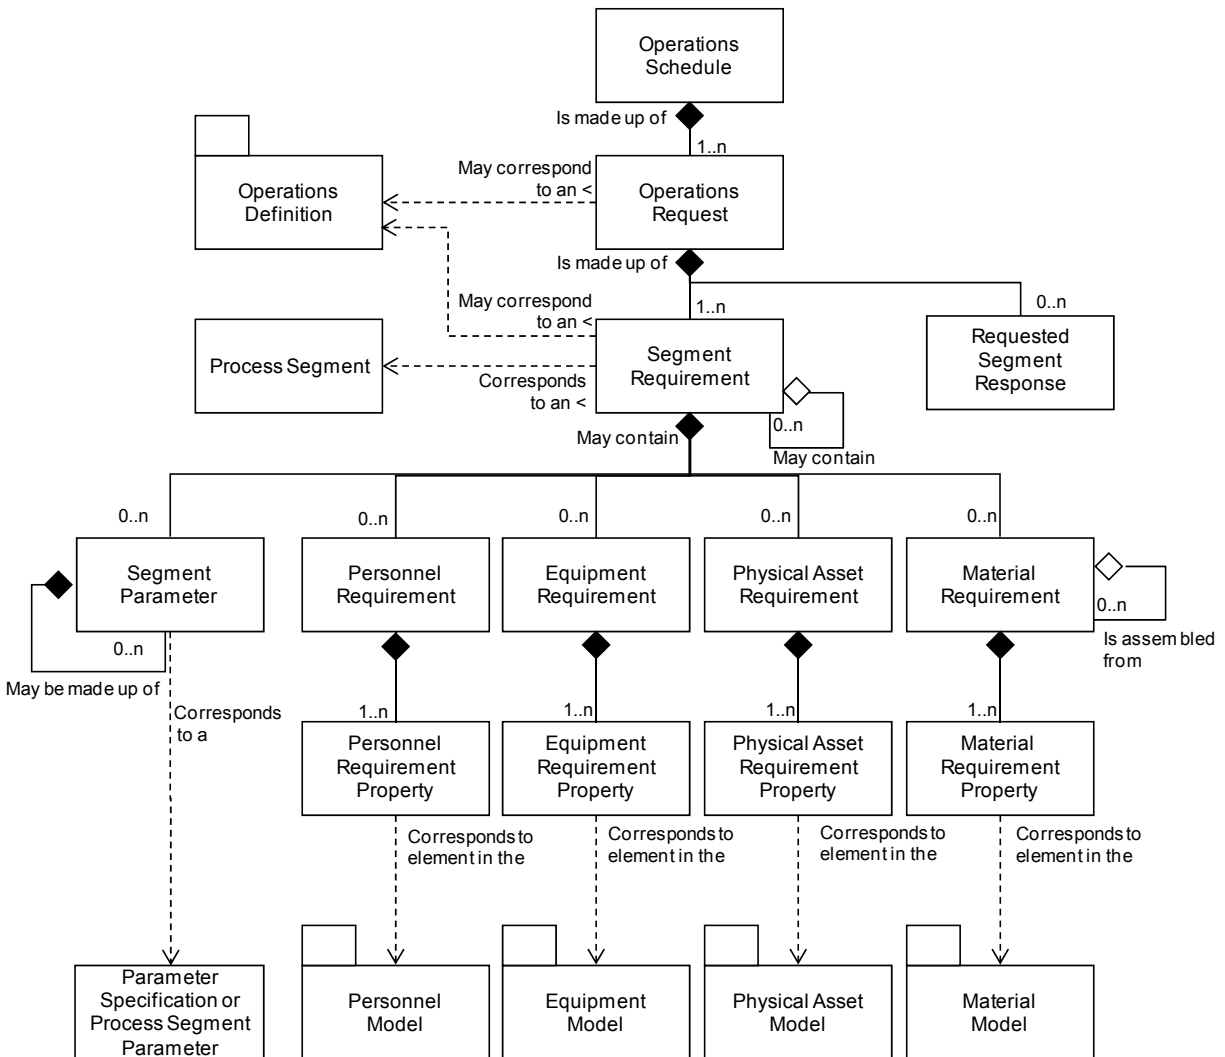 Operations
Schedule
Is made up of
1..n
May correspond
to an <
Operations
Definition
Operations
Request
Is made up of
May correspond
to an <
1..n
0..n
Process Segment
Corresponds
to an <
Segment
Requirement
Requested
Segment
Response
0..n
May contain
May contain
0..n
0..n
0..n
0..n
0..n
Segment
Parameter
Personnel
Requirement
Equipment
Requirement
Physical Asset
Requirement
Material
Requirement
0..n
0..n
Is assembled
from
May be made up of
Corresponds
to a
1..n
1..n
1..n
1..n
Personnel
Requirement
Property
Equipment
Requirement
Property
Physical Asset
Requirement
Property
Material
Requirement
Property
Corresponds to
element in the
Corresponds to
element in the
Corresponds to
element in the
Corresponds to
element in the
Parameter
Specification or
Process Segment
Parameter
Personnel
Model
Equipment
Model
Physical Asset
Model
Material
Model